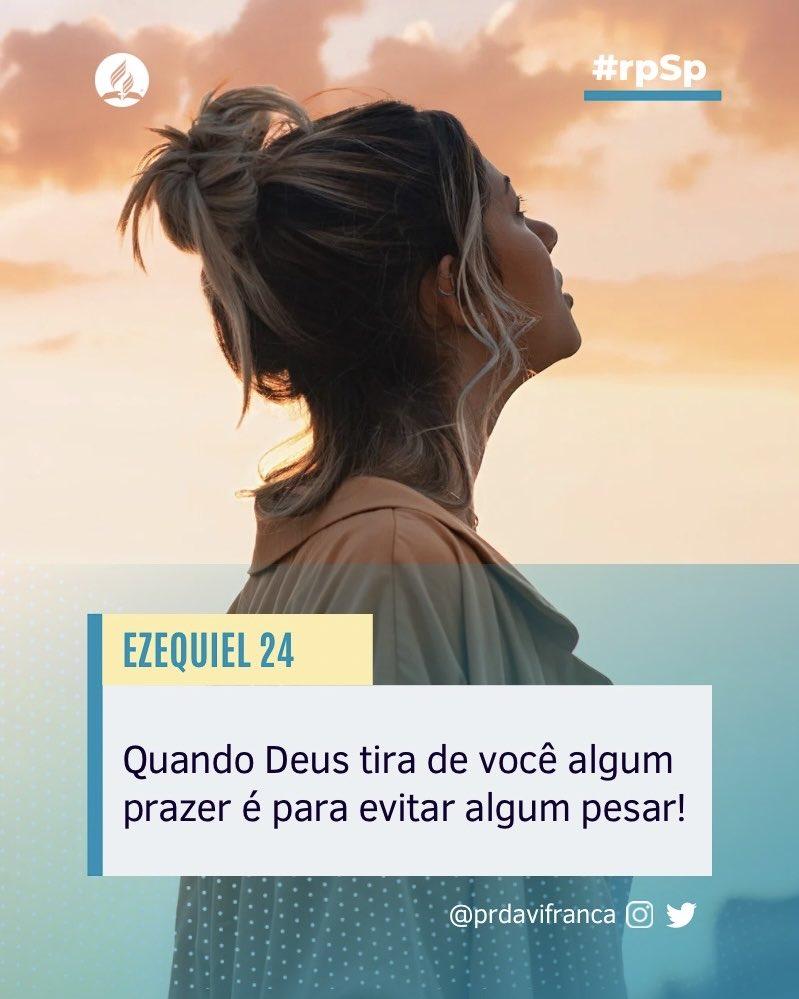 #rpSp
EZEQUIEL 24
Quando Deus tira de você algum
prazer é para evitar algum pesar!
@prdavifranca